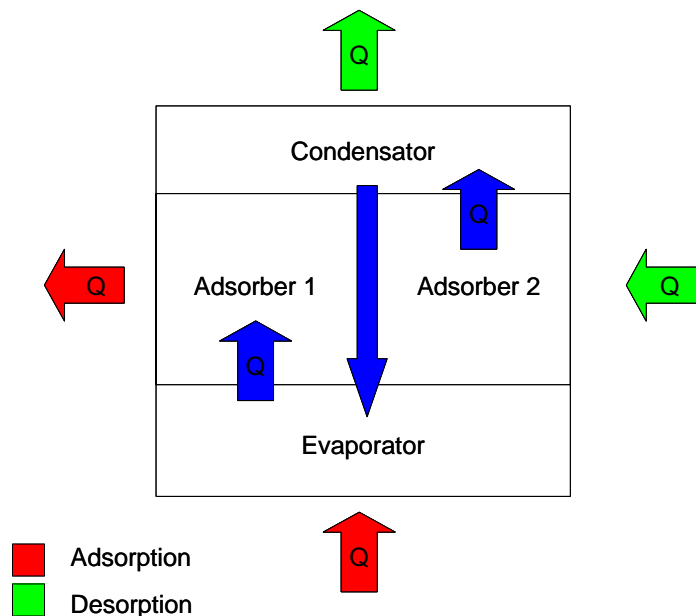 Q
Condensator
Q
Q
Adsorber 1
Adsorber 2
Q
Q
Evaporator
Q
Adsorption
Desorption